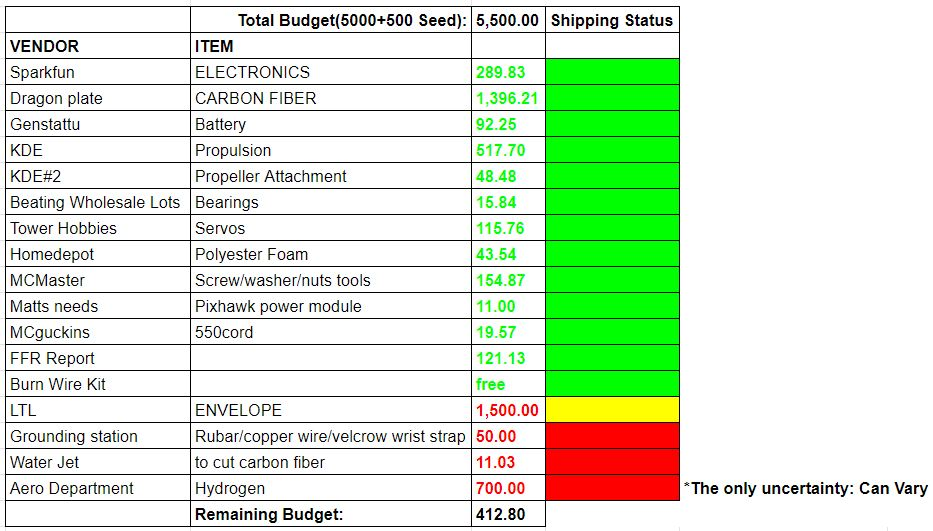 Total Budget(5000+500 Seed): 5,500.00 Shipping Status
VENDOR ITEM
Sparkfun ELECTRONICS 289.83
Dragon plate CARBON FIBER 1,396.21
Genstattu Battery 92.25
KDE Propulsion 517.70
KDE#2 Propeller Attachment 48.48
Beating Wholesale Lots Bearings 15.84
Tower Hobbies Servos 115.76
Homedepot Polyester Foam 43.54
MCMaster Screw/washer/nuts tools 154.87
Matts needs Pixhawk power module 11.00
MCguckins 550cord 19.57
FFR Report 121.13
Burn Wire Kit free
LTL ENVELOPE 1,500.00
Grounding station Rubar/copper wire/velcrow wrist strap 50.00
Water Jet to cut carbon fiber 11.03
Aero Department Hydrogen 700.00 *The only uncertainty: Can Vary
Remaining Budget: 412.80